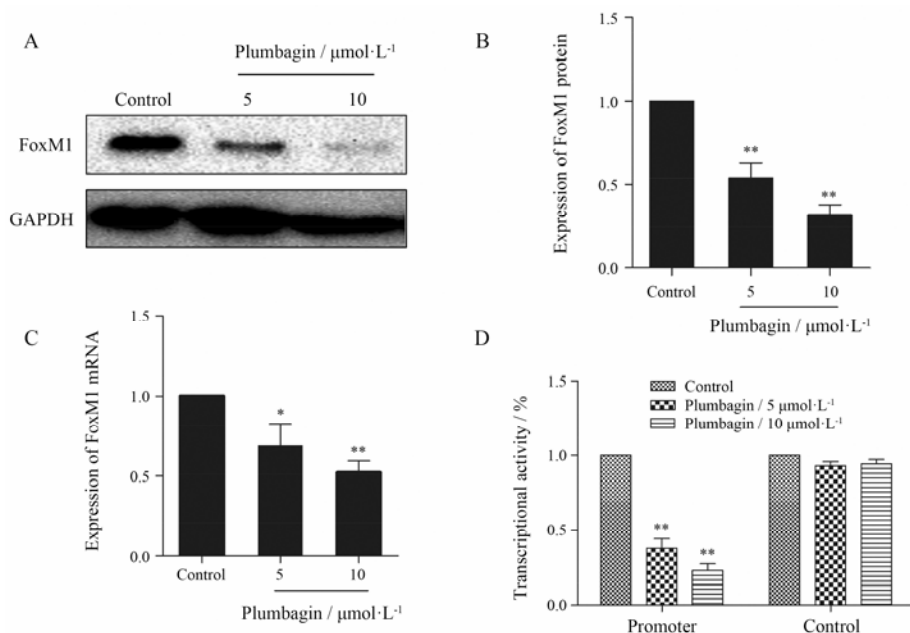 A
Plumbagin / μmol·L⁻¹
Control 5 10
FoxM1
GAPDH
B
Expression of FoxM1 protein
1.5
1.0
0.5
0.0
**
**
Control 5 10
Plumbagin / μmol·L⁻¹
C
Expression of FoxM1 mRNA
1.5
1.0
0.5
0.0
*
**
Control 5 10
Plumbagin / μmol·L⁻¹
D
Transcriptional activity / %
1.5
1.0
0.5
0.0
Control
Plumbagin / 5 μmol·L⁻¹
Plumbagin / 10 μmol·L⁻¹
**
**
Promoter Control